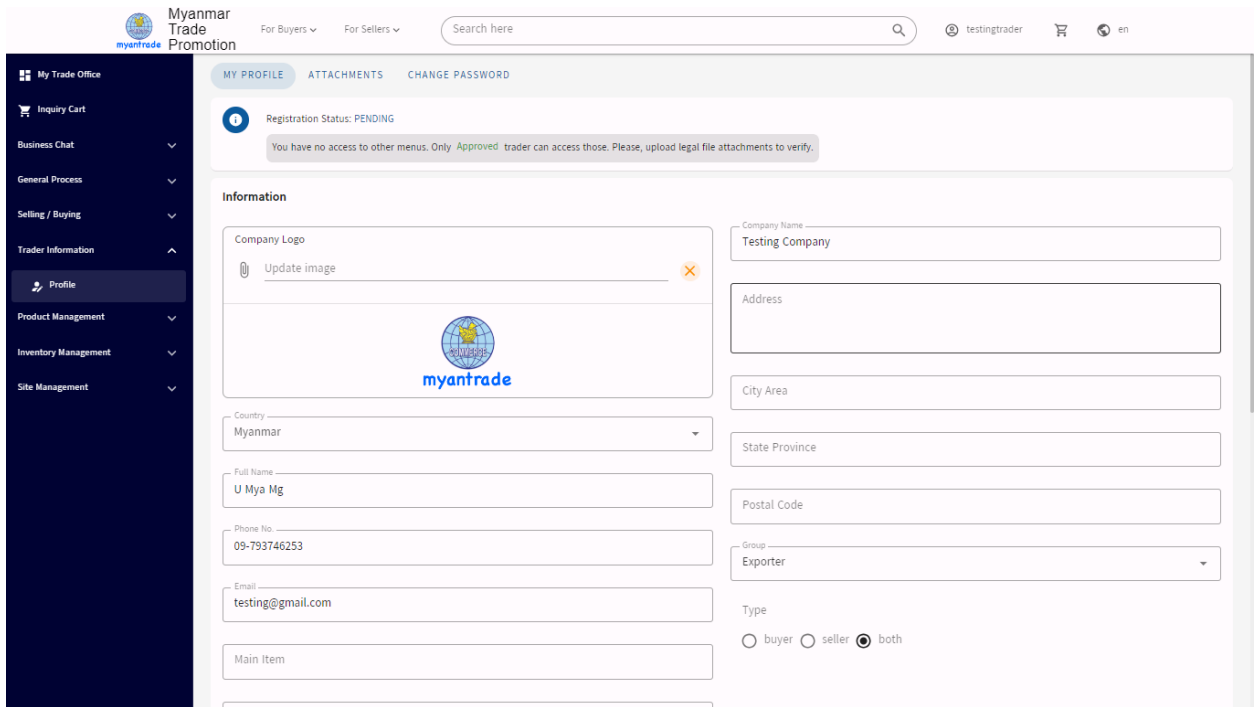 Myanmar
Trade
Promotion
myantrade
For Buyers
For Sellers
Search here
testingtrader
en
My Trade Office
Inquiry Cart
Business Chat
General Process
Selling / Buying
Trader Information
Profile
Product Management
Inventory Management
Site Management
MY PROFILE
ATTACHMENTS
CHANGE PASSWORD
Registration Status: PENDING
You have no access to other menus. Only Approved trader can access those. Please, upload legal file attachments to verify.
Information
Company Logo
Update image
COMMERCE
myantrade
Country
Myanmar
Full Name
U Mya Mg
Phone No.
09-793746253
Email
testing@gmail.com
Main Item
Company Name
Testing Company
Address
City Area
State Province
Postal Code
Group
Exporter
Type
buyer seller both